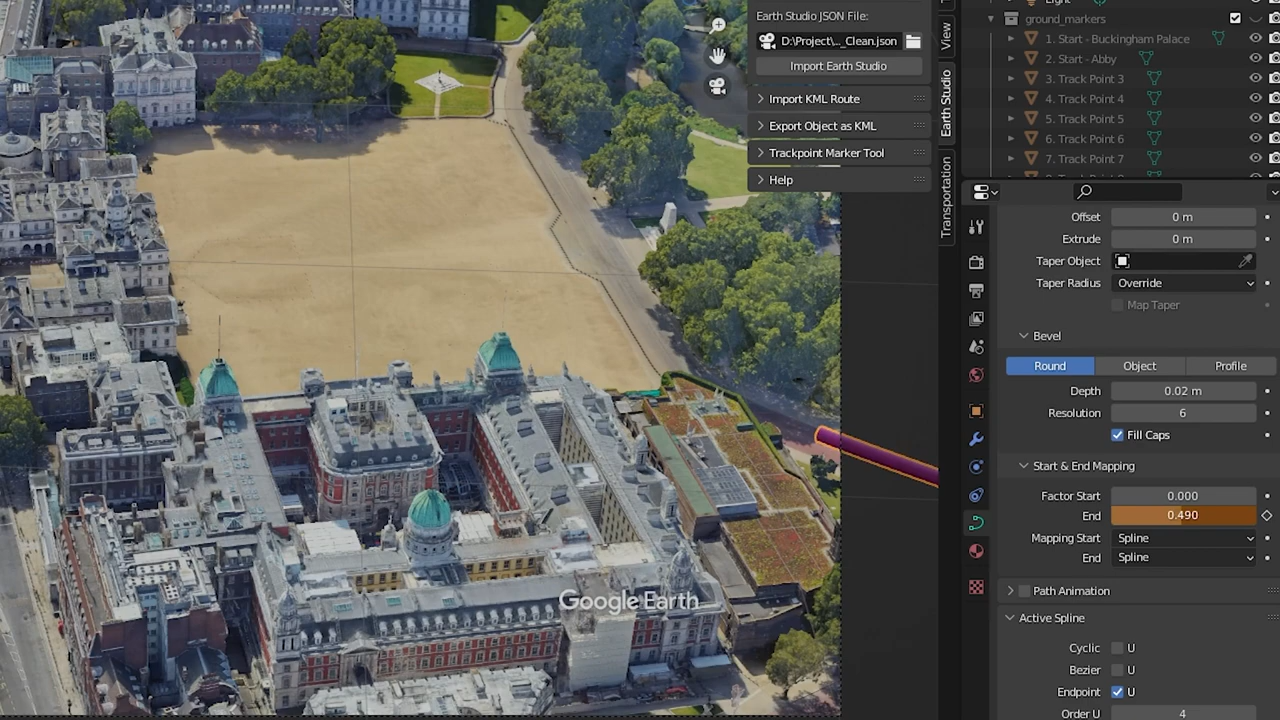 Earth Studio JSON File:
D:\Project\.._Clean.json
Import Earth Studio
Import KML Route
Export Object as KML
Trackpoint Marker Tool
Help
View
Earth Studio
Transportation
Google Earth
Light
ground_markers
1. Start - Buckingham Palace
2. Start - Abby
3. Track Point 3
4. Track Point 4
5. Track Point 5
6. Track Point 6
7. Track Point 7
Offset 0 m
Extrude 0 m
Taper Object
Taper Radius Override
Map Taper
Bevel
Round Object Profile
Depth 0.02 m
Resolution 6
Fill Caps
Start & End Mapping
Factor Start 0.000
End 0.490
Mapping Start Spline
End Spline
Path Animation
Active Spline
Cyclic U
Bezier U
Endpoint U
Order U 4